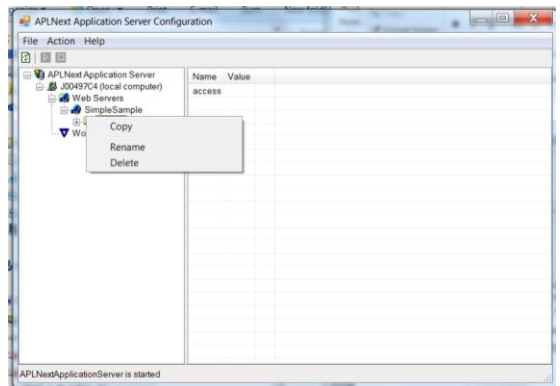 APLNext Application Server Configuration
File Action Help
APLNext Application Server
J00497C4 (local computer)
Web Servers
SimpleSample
Wo
Copy
Rename
Delete
Name Value
access
APLNextApplicationServer is started